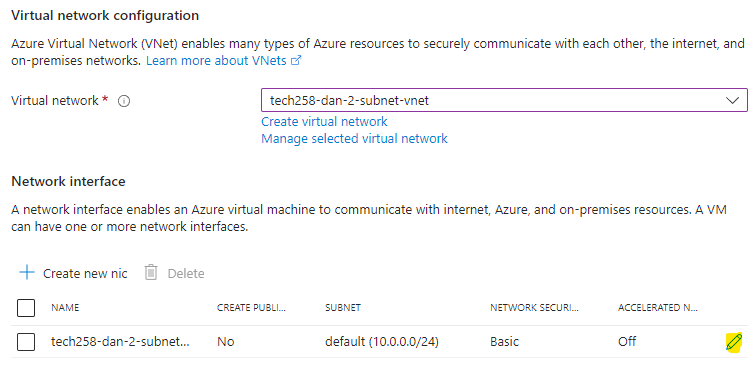 Virtual network configuration
Azure Virtual Network (VNet) enables many types of Azure resources to securely communicate with each other, the internet, and
on-premises networks. Learn more about VNets
Virtual network *
tech258-dan-2-subnet-vnet
Create virtual network
Manage selected virtual network
Network interface
A network interface enables an Azure virtual machine to communicate with internet, Azure, and on-premises resources. A VM
can have one or more network interfaces.
Create new nic Delete
NAME CREATE PUBLI... SUBNET NETWORK SECURI... ACCELERATED N...
tech258-dan-2-subnet... No default (10.0.0.0/24) Basic Off